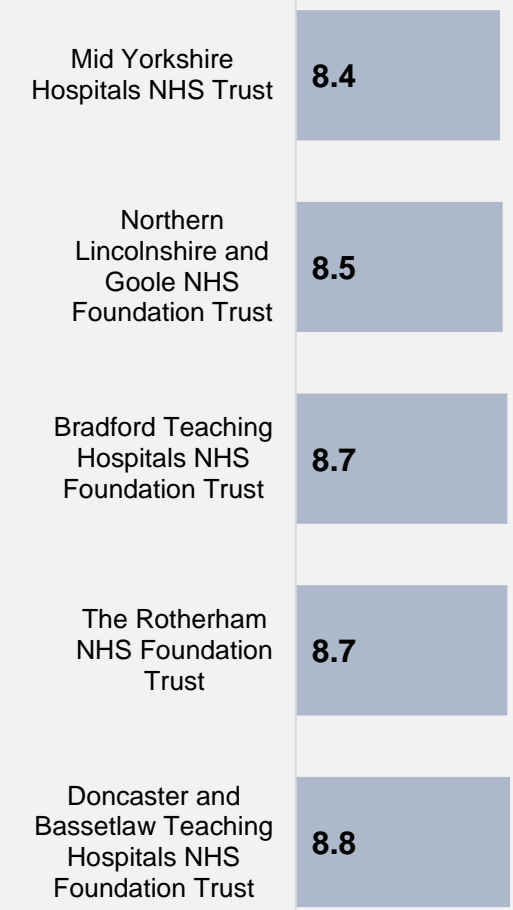 Mid Yorkshire
Hospitals NHS Trust
8.4
Northern
Lincolnshire and
Goole NHS
Foundation Trust
8.5
Bradford Teaching
Hospitals NHS
Foundation Trust
8.7
The Rotherham
NHS Foundation
Trust
8.7
Doncaster and
Bassetlaw Teaching
Hospitals NHS
Foundation Trust
8.8